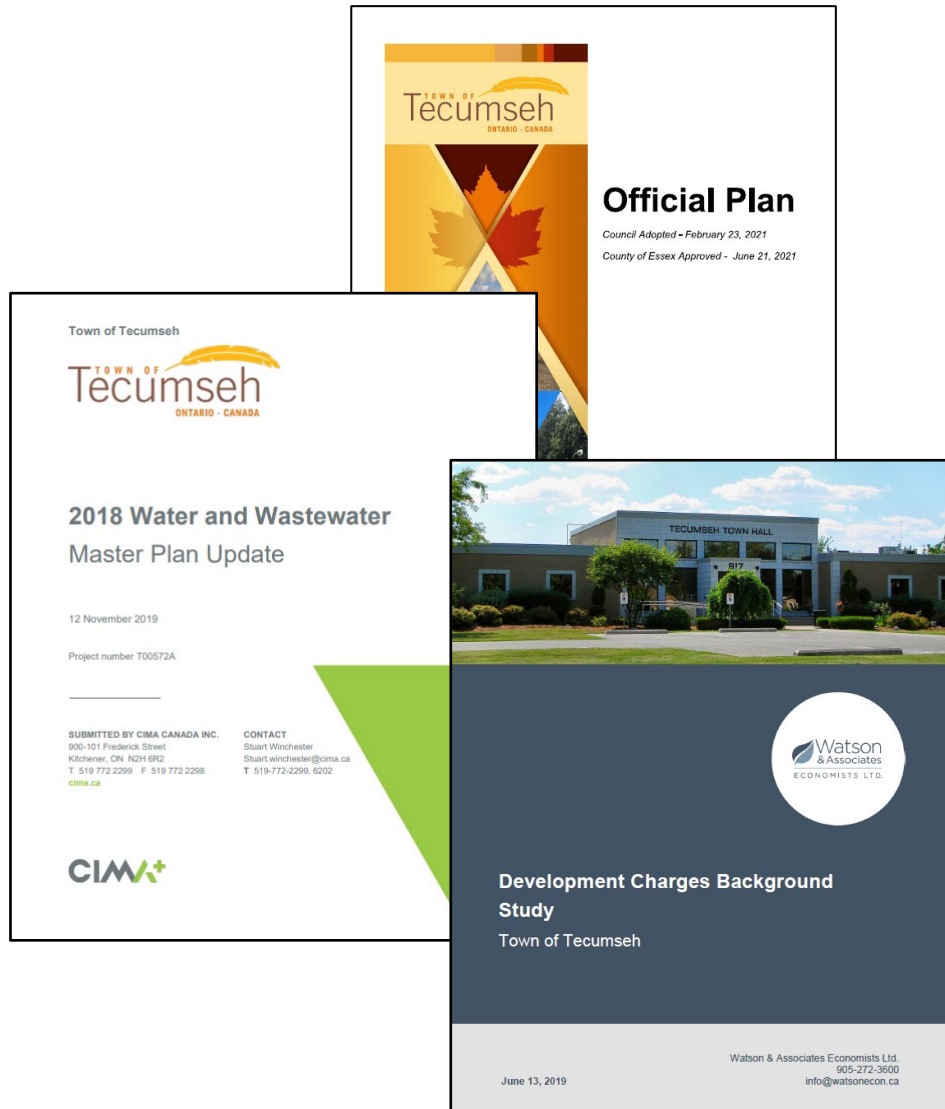 TOWN OF
Tecumseh
ONTARIO - CANADA
Official Plan
Council Adopted – February 23, 2021
County of Essex Approved - June 21, 2021
Town of Tecumseh
TOWN OF
Tecumseh
ONTARIO - CANADA
2018 Water and Wastewater
Master Plan Update
12 November 2019
Project number T00572A
SUBMITTED BY CIMA CANADA INC.
900-101 Frederick Street
Kitchener, ON N2H 6R2
T 519 772 2299 F 519 772 2298
cima.ca
CONTACT
Stuart Winchester
Stuart.winchester@cima.ca
T 519-772-2299, 6202
CIMA+
TECUMSEH TOWN HALL
917
Watson
& Associates
ECONOMISTS LTD.
Development Charges Background
Study
Town of Tecumseh
June 13, 2019
Watson & Associates Economists Ltd.
905-272-3600
info@watsonecon.ca